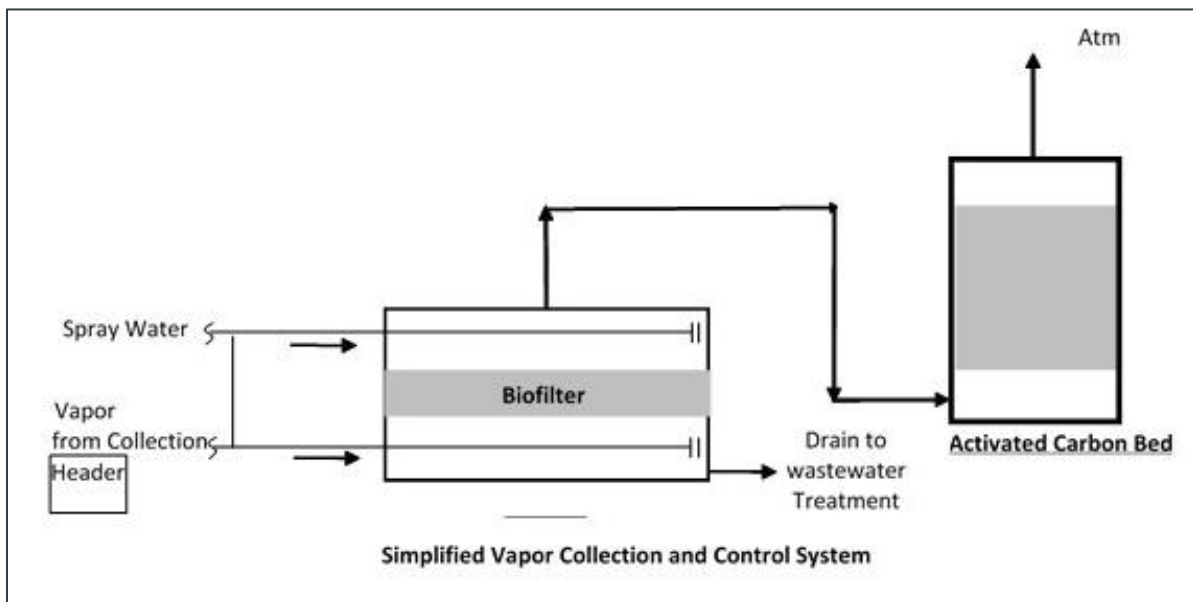 Atm
Spray Water
Biofilter
Vapor
from Collection
Header
Drain to
wastewater
Treatment
Activated Carbon Bed
Simplified Vapor Collection and Control System